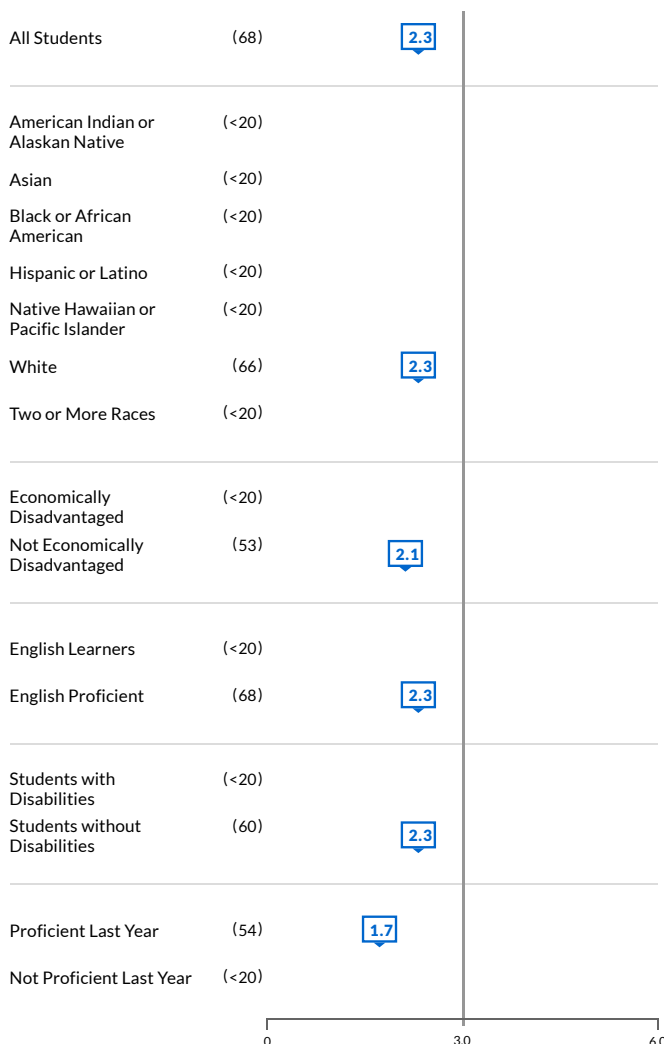 All Students (68) 2.3
American Indian or (<20)
Alaskan Native
Asian (<20)
Black or African (<20)
American
Hispanic or Latino (<20)
Native Hawaiian or (<20)
Pacific Islander
White (66) 2.3
Two or More Races (<20)
Economically (<20)
Disadvantaged
Not Economically (53) 2.1
Disadvantaged
English Learners (<20)
English Proficient (68) 2.3
Students with (<20)
Disabilities
Students without (60) 2.3
Disabilities
Proficient Last Year (54) 1.7
Not Proficient Last Year (<20)
0 3.0 6.0